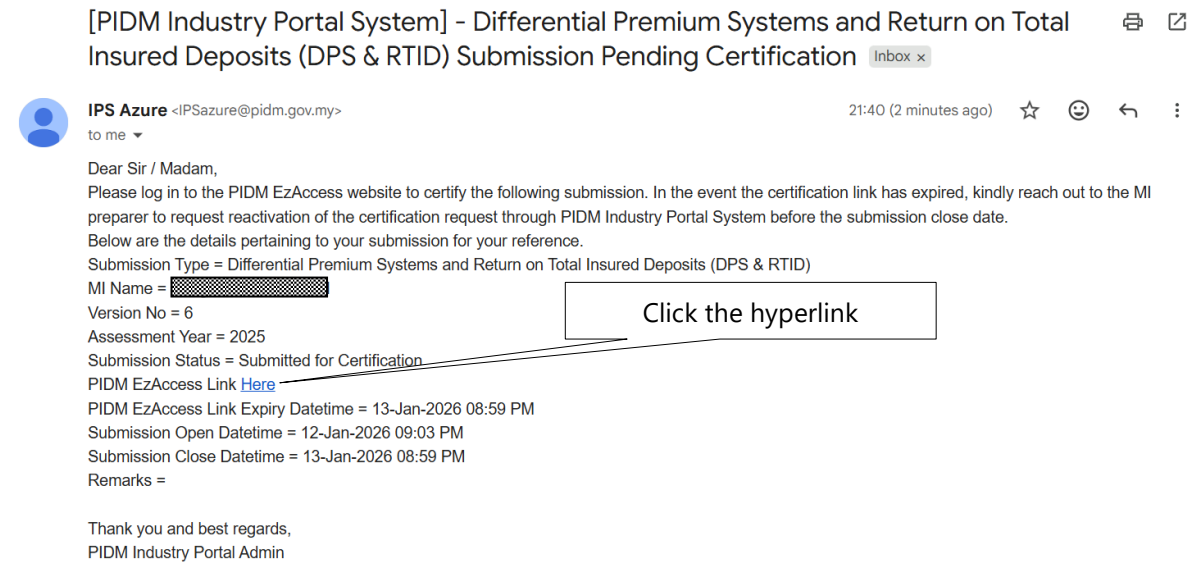 [PIDM Industry Portal System] - Differential Premium Systems and Return on Total
Insured Deposits (DPS & RTID) Submission Pending Certification Inbox ×
IPS Azure <IPSazure@pidm.gov.my> 21:40 (2 minutes ago)
to me
Dear Sir / Madam,
Please log in to the PIDM EzAccess website to certify the following submission. In the event the certification link has expired, kindly reach out to the MI
preparer to request reactivation of the certification request through PIDM Industry Portal System before the submission close date.
Below are the details pertaining to your submission for your reference.
Submission Type = Differential Premium Systems and Return on Total Insured Deposits (DPS & RTID)
MI Name =
Click the hyperlink
Version No = 6
Assessment Year = 2025
Submission Status = Submitted for Certification
PIDM EzAccess Link Here
PIDM EzAccess Link Expiry Datetime = 13-Jan-2026 08:59 PM
Submission Open Datetime = 12-Jan-2026 09:03 PM
Submission Close Datetime = 13-Jan-2026 08:59 PM
Remarks =
Thank you and best regards,
PIDM Industry Portal Admin